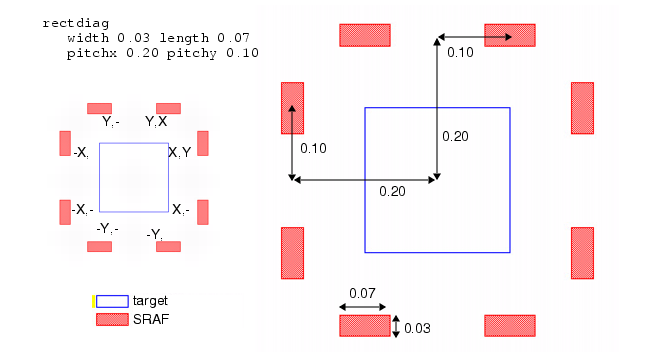 rectdiag
width 0.03 length 0.07
pitchx 0.20 pitchy 0.10
Y,- Y,X
-X, X,Y
-X,- X,-
-Y,- -Y,
target
SRAF
0.10
0.20
0.10
0.20
0.07
0.03